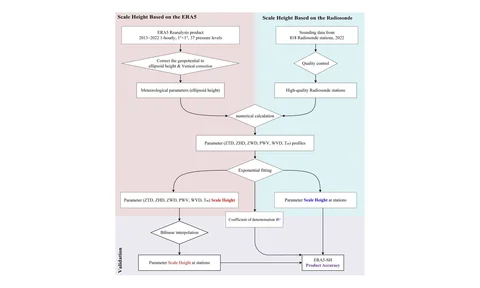 Scale Height Based on the ERA5
Scale Height Based on the Radiosonde
ERA5 Reanalysis product
2013~2022 1-hourly, 1°×1°, 37 pressure levels
Sounding data from
818 Radiosonde stations, 2022
Correct the geopotential to
ellipsoid height & Vertical correction
Quality control
Meteorological parameters (ellipsoid height)
High-quality Radiosonde stations
numerical calculation
Parameter (ZTD, ZHD, ZWD, PWV, WVD, Tm) profiles
Exponential fitting
Parameter (ZTD, ZHD, ZWD, PWV, WVD, Tm) Scale Height
Parameter Scale Height at stations
Coefficient of determination R²
Bilinear interpolation
Parameter Scale Height at stations
ERA5-SH
Product Accuracy
Validation